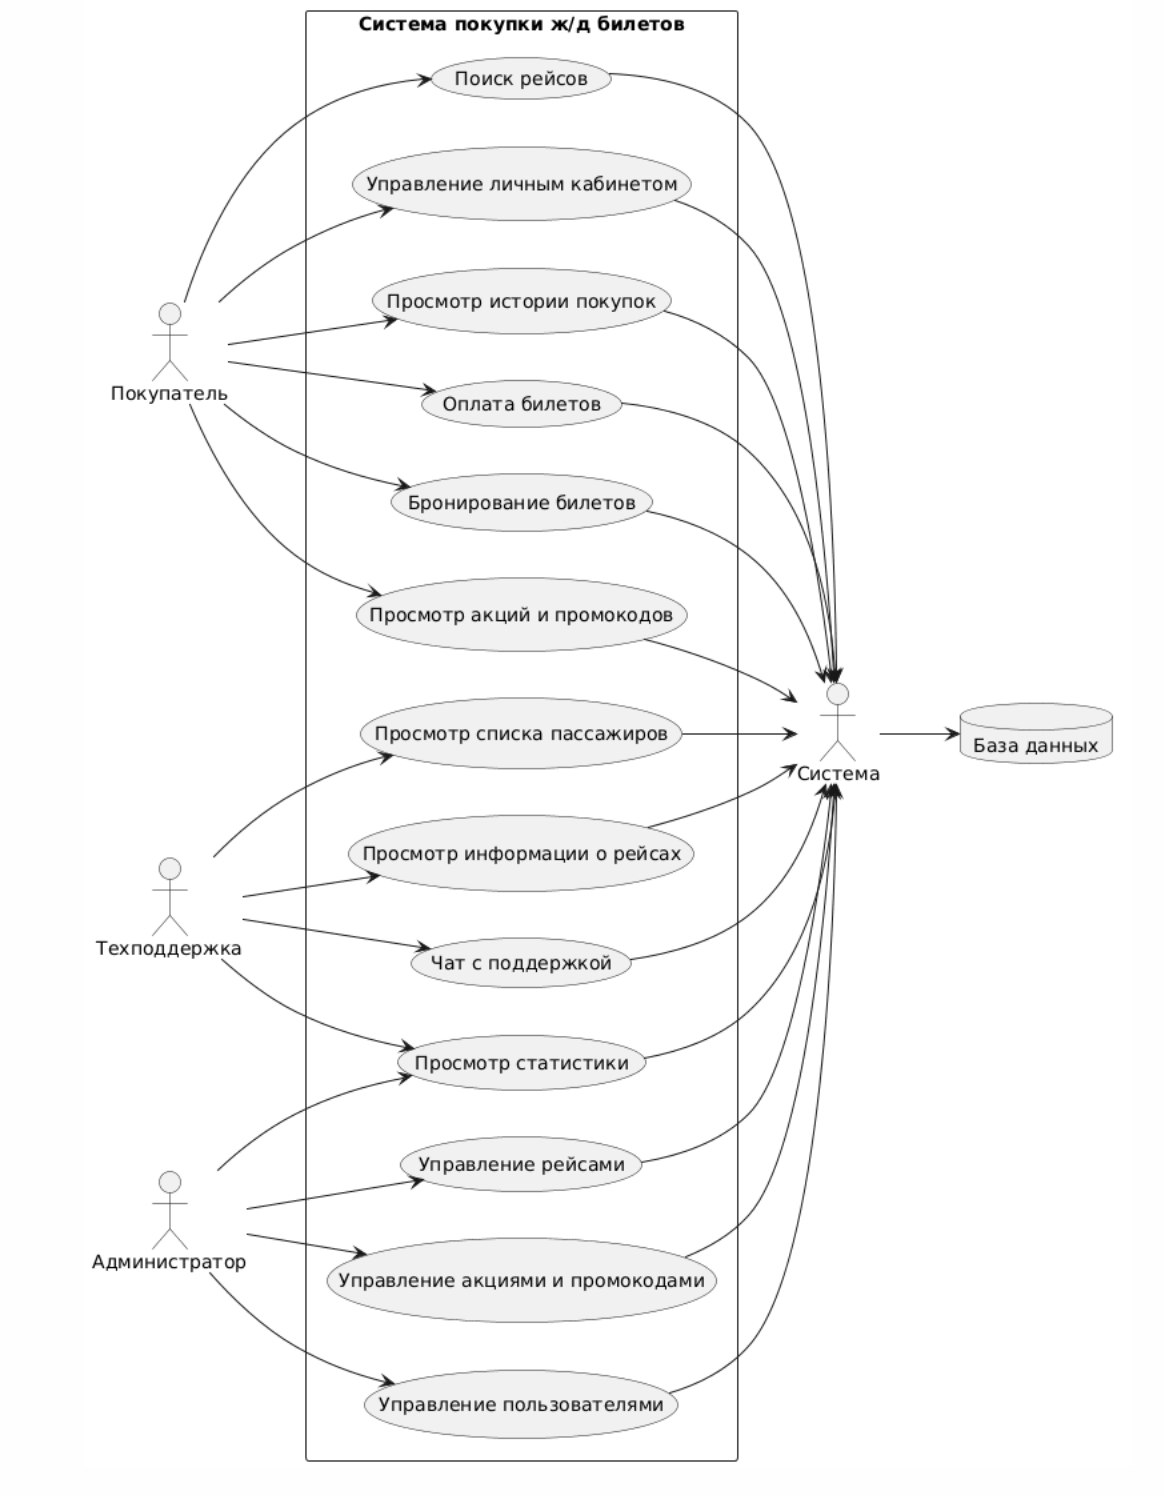 Система покупки ж/д билетов
Поиск рейсов
Управление личным кабинетом
Просмотр истории покупок
Покупатель
Оплата билетов
Бронирование билетов
Просмотр акций и промокодов
Просмотр списка пассажиров
База данных
Система
Просмотр информации о рейсах
Техподдержка
Чат с поддержкой
Просмотр статистики
Управление рейсами
Администратор
Управление акциями и промокодами
Управление пользователями